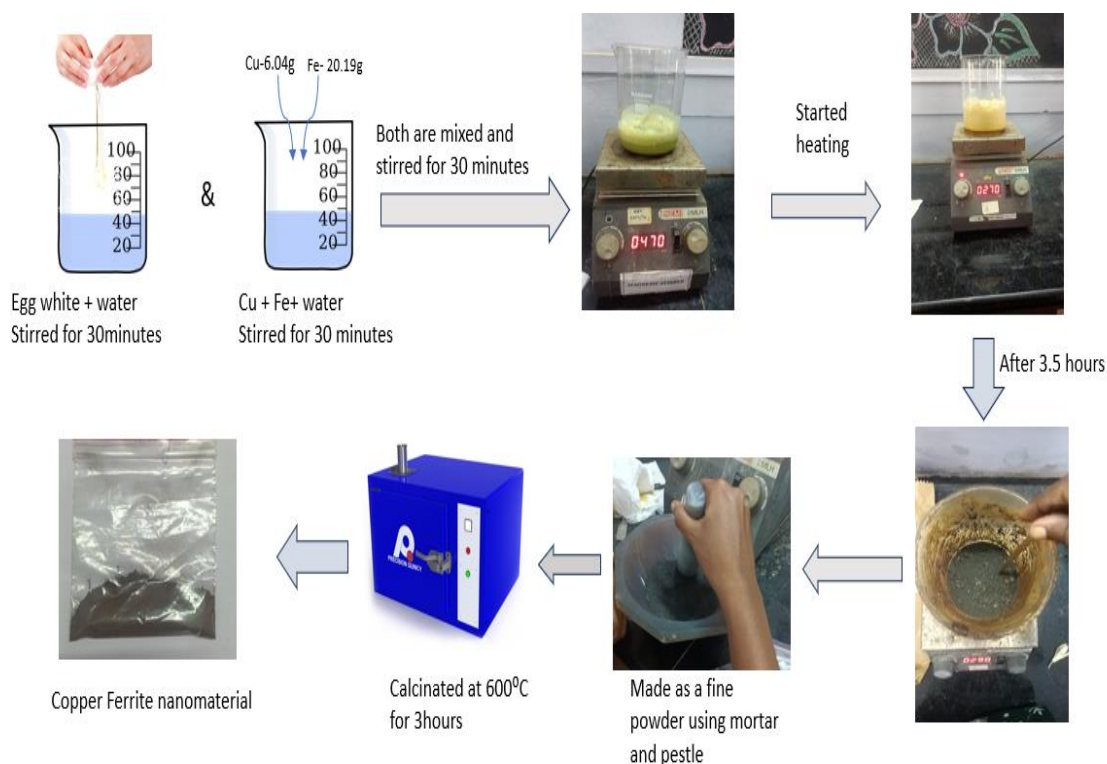 Cu-6.04g
Fe- 20.19g
100
80
60
40
20
&
100
80
60
40
20
Both are mixed and
stirred for 30 minutes
0470
Started
heating
0270
Egg white + water
Stirred for 30minutes
Cu + Fe+ water
Stirred for 30 minutes
After 3.5 hours
PRECISION QUINCY
Copper Ferrite nanomaterial
Calcinated at 600⁰C
for 3hours
Made as a fine
powder using mortar
and pestle